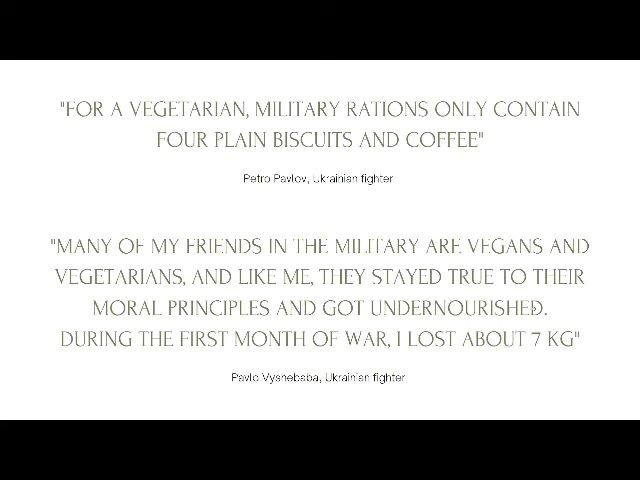 "FOR A VEGETARIAN, MILITARY RATIONS ONLY CONTAIN
FOUR PLAIN BISCUITS AND COFFEE"
Petro Pavlov, Ukrainian fighter
"MANY OF MY FRIENDS IN THE MILITARY ARE VEGANS AND
VEGETARIANS, AND LIKE ME, THEY STAYED TRUE TO THEIR
MORAL PRINCIPLES AND GOT UNDERNOURISHED.
DURING THE FIRST MONTH OF WAR, I LOST ABOUT 7 KG"
Pavlo Vyshebaba, Ukrainian fighter